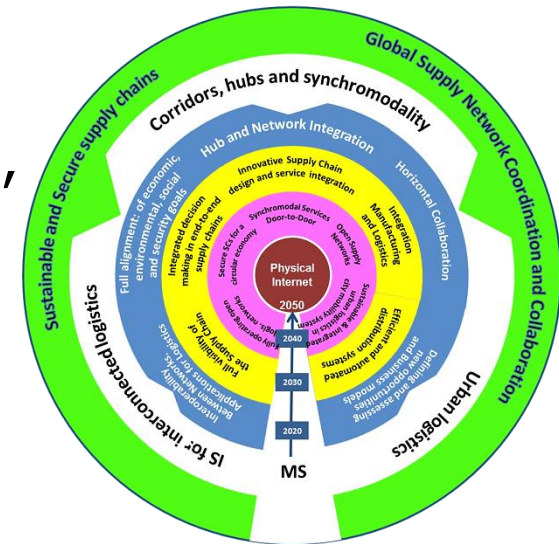 ,
Sustainable and Secure supply chains
Global Supply Network Coordination and Collaboration
Corridors, hubs and synchromodality
IS for interconnected logistics
Urban logistics
Hub and Network Integration
Full alignment: of economic,
environmental, social
and security goals
Horizontal Collaboration
Interoperability
Between Networks.
Applications for Logistics
Defining and assessing
new opportunities
and Business models
Innovative Supply Chain
design and service integration
Integrated decision
making in end-to-end
supply chains
Integration
Manufacturing
and Logistics
Full visibility of
the Supply Chain
Efficient and automated
distribution systems
Synchromodal Services
Door-to-Door
Secure SCs for a
circular economy
Open Supply
Networks
Fully operating open
networks
Sustainable & integrated
urban logistics in
city mobility system
Physical
Internet
2050
2040
2030
2020
MS